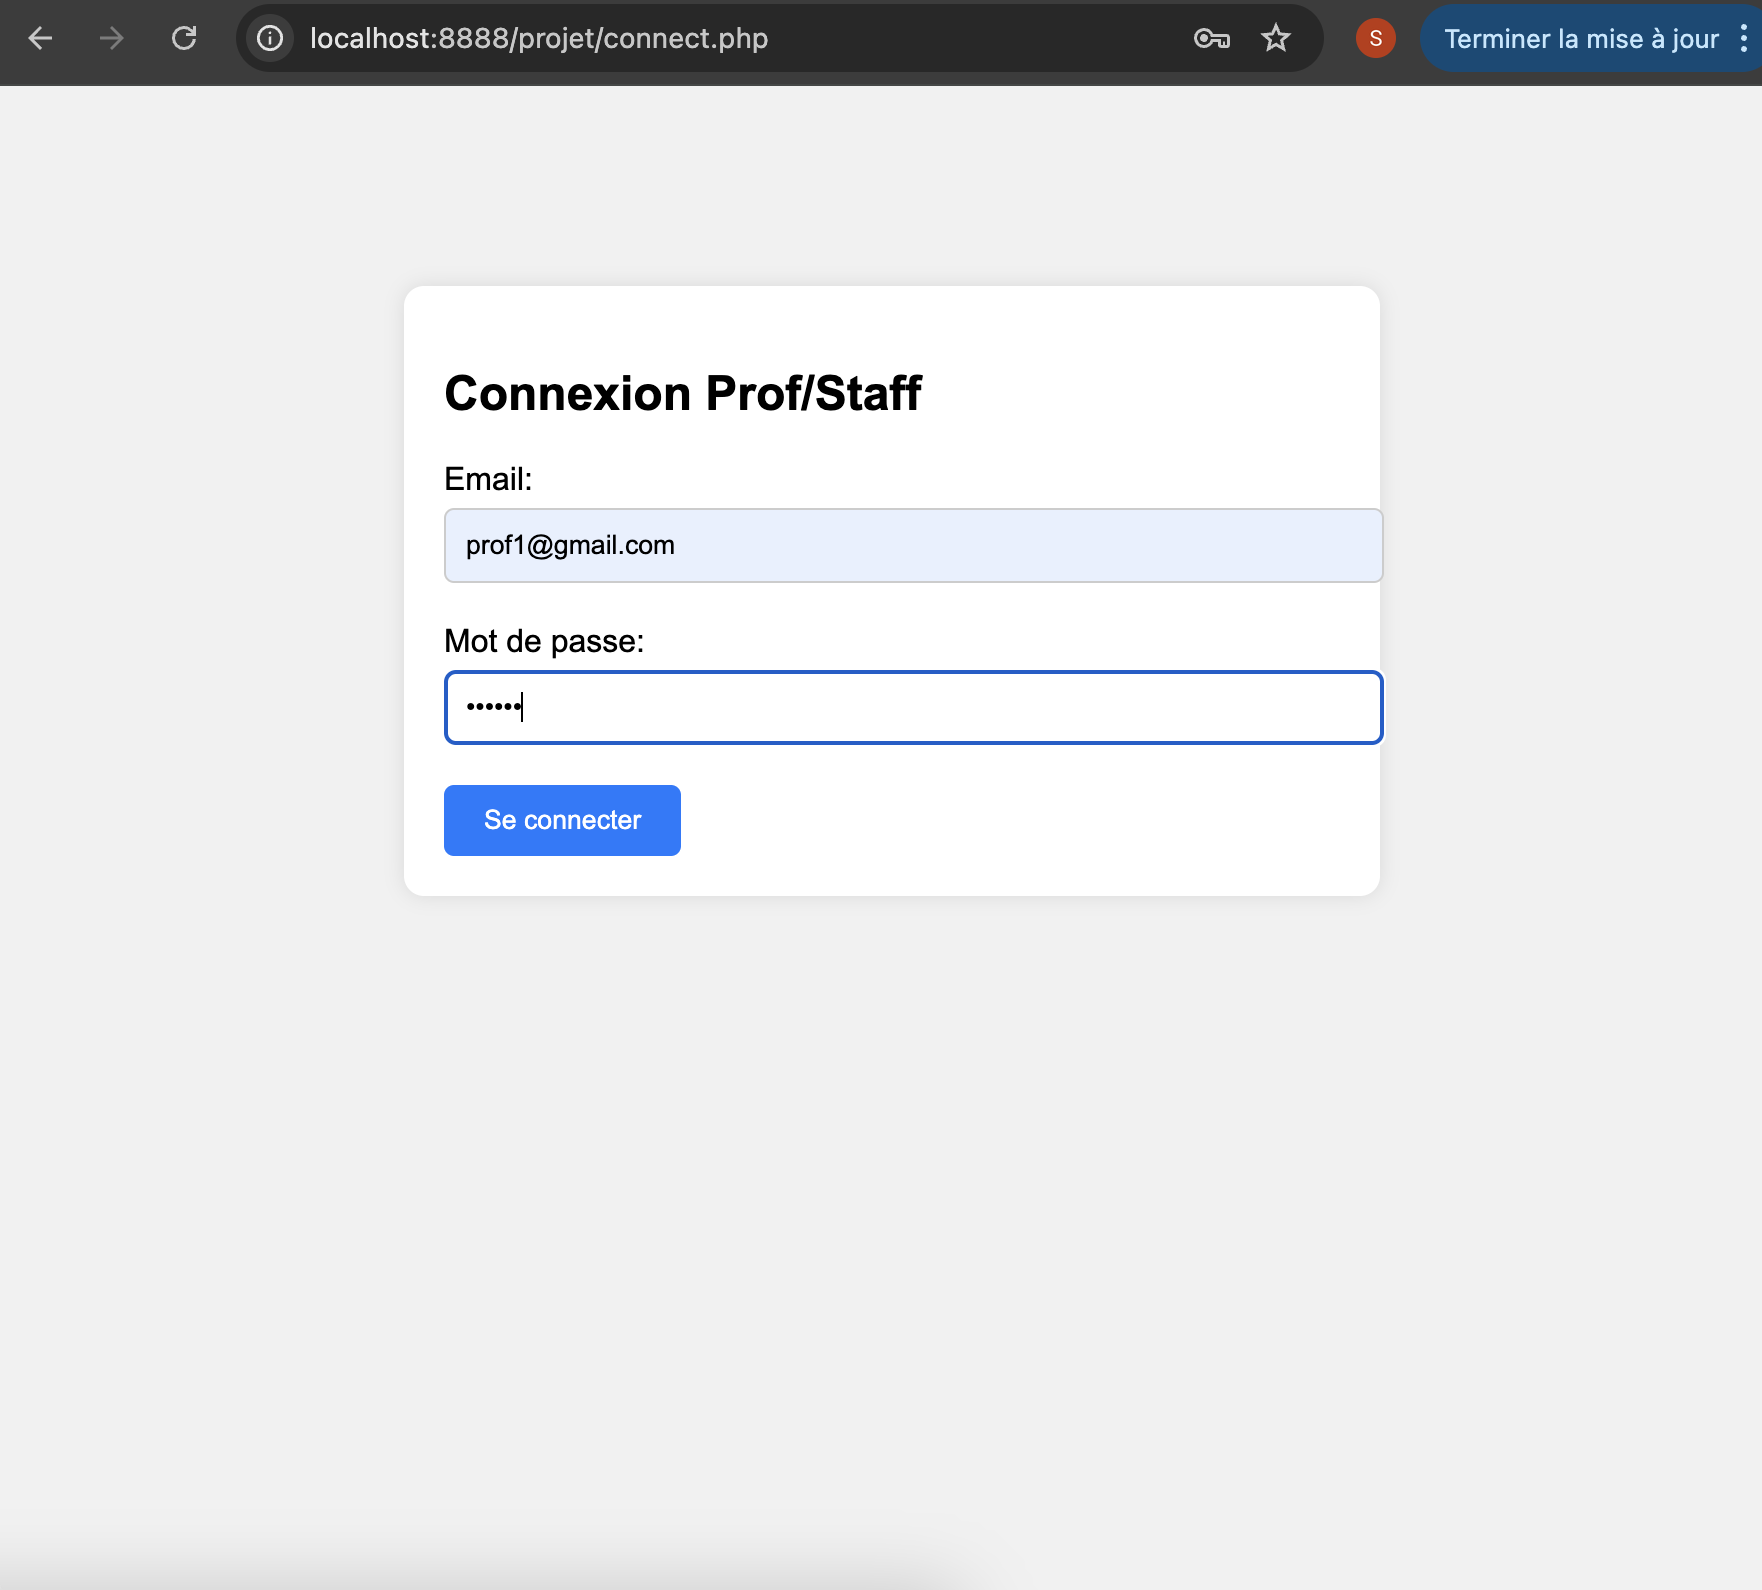 localhost:8888/projet/connect.php
S
Terminer la mise à jour
Connexion Prof/Staff
Email:
prof1@gmail.com
Mot de passe:
••••••
Se connecter